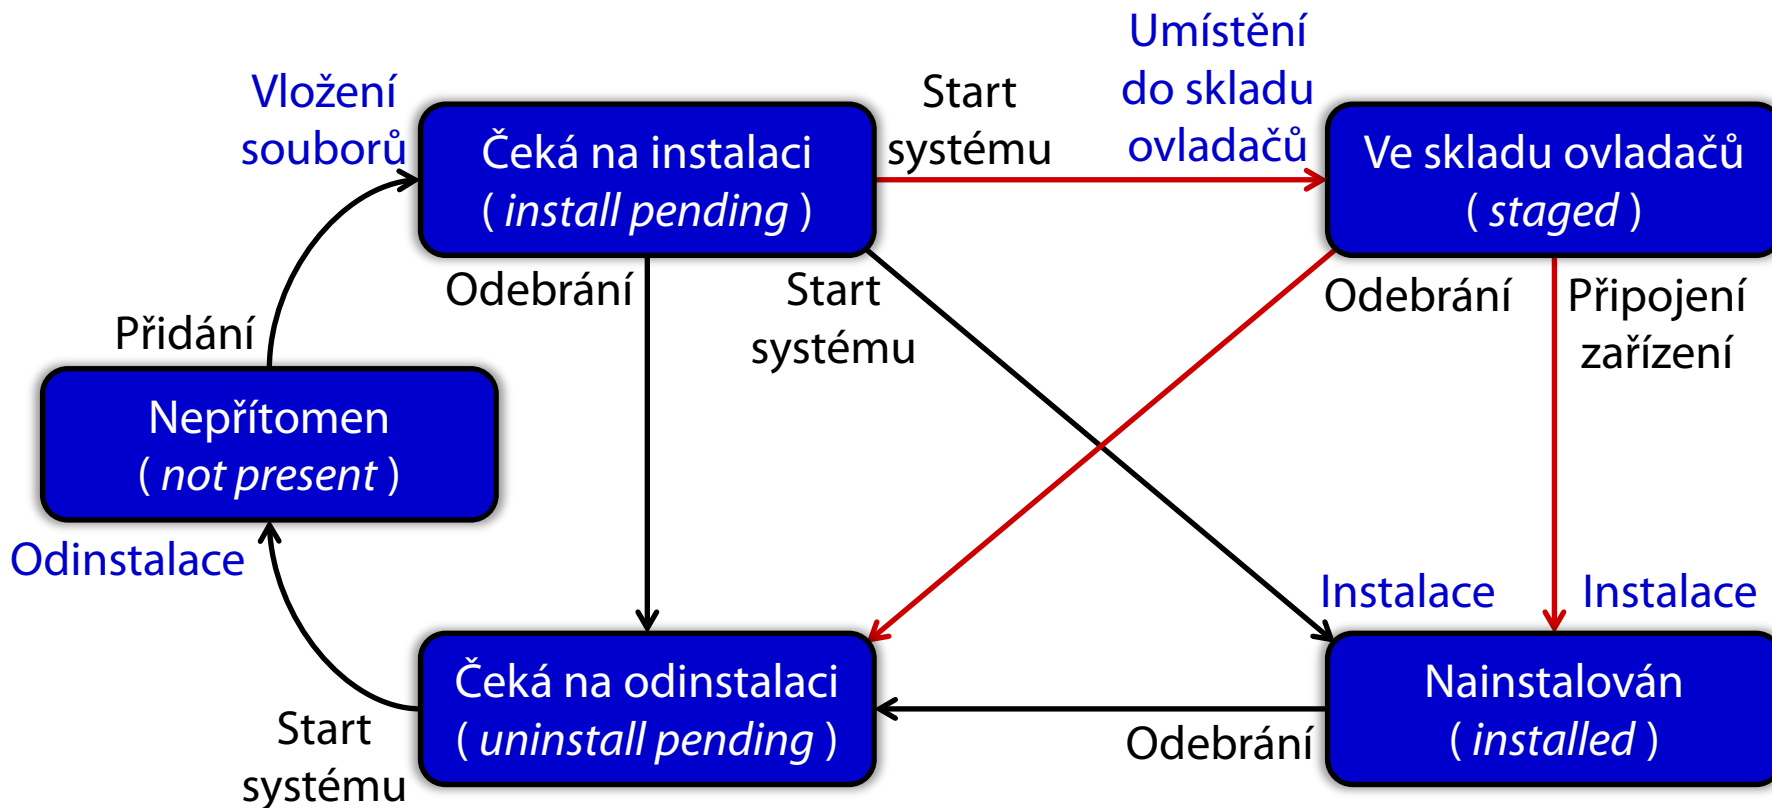 Vložení
souborů
Čeká na instalaci
( install pending )
Start
systému
Umístění
do skladu
ovladačů
Ve skladu ovladačů
( staged )
Přidání
Odebrání
Start
systému
Odebrání
Připojení
zařízení
Nepřítomen
( not present )
Odinstalace
Instalace
Instalace
Start
systému
Čeká na odinstalaci
( uninstall pending )
Odebrání
Nainstalován
( installed )